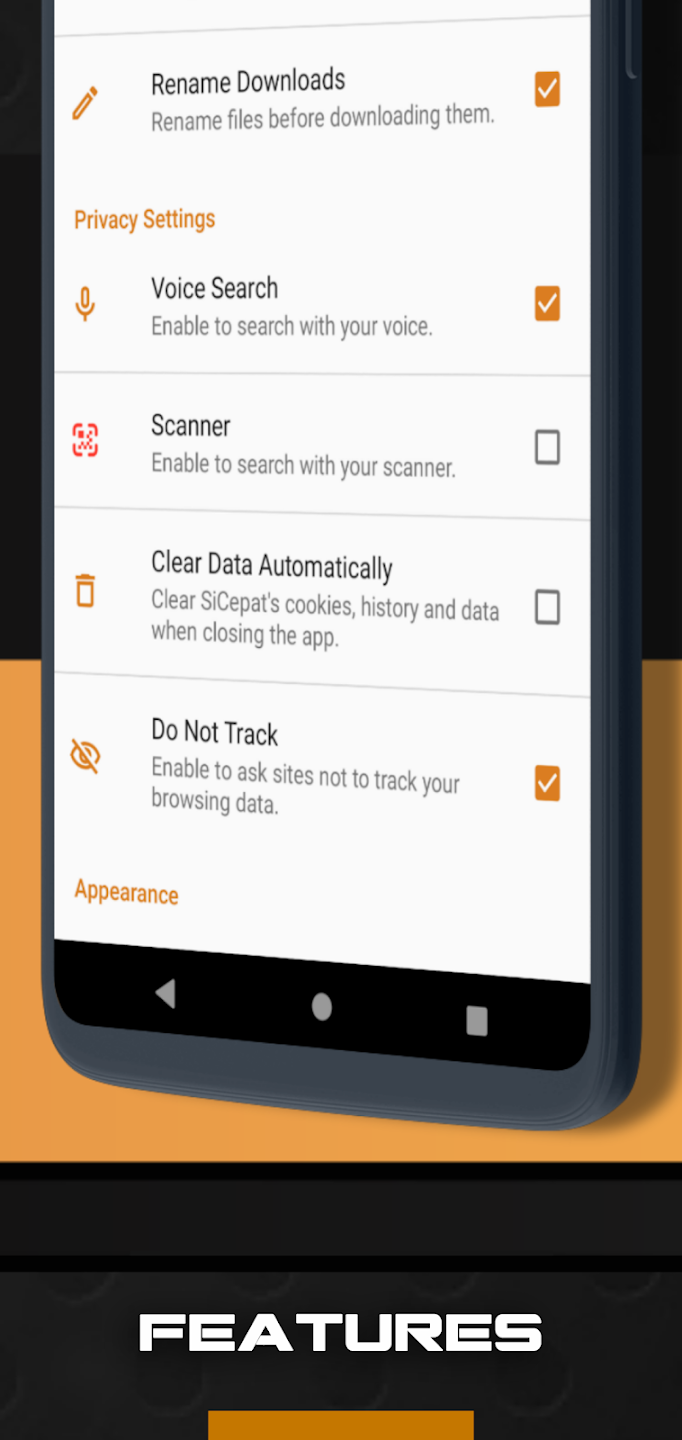 Rename Downloads
Rename files before downloading them.
Privacy Settings
Voice Search
Enable to search with your voice.
Scanner
Enable to search with your scanner.
Clear Data Automatically
Clear SiCepat's cookies, history and data
when closing the app.
Do Not Track
Enable to ask sites not to track your
browsing data.
Appearance
FEATURES